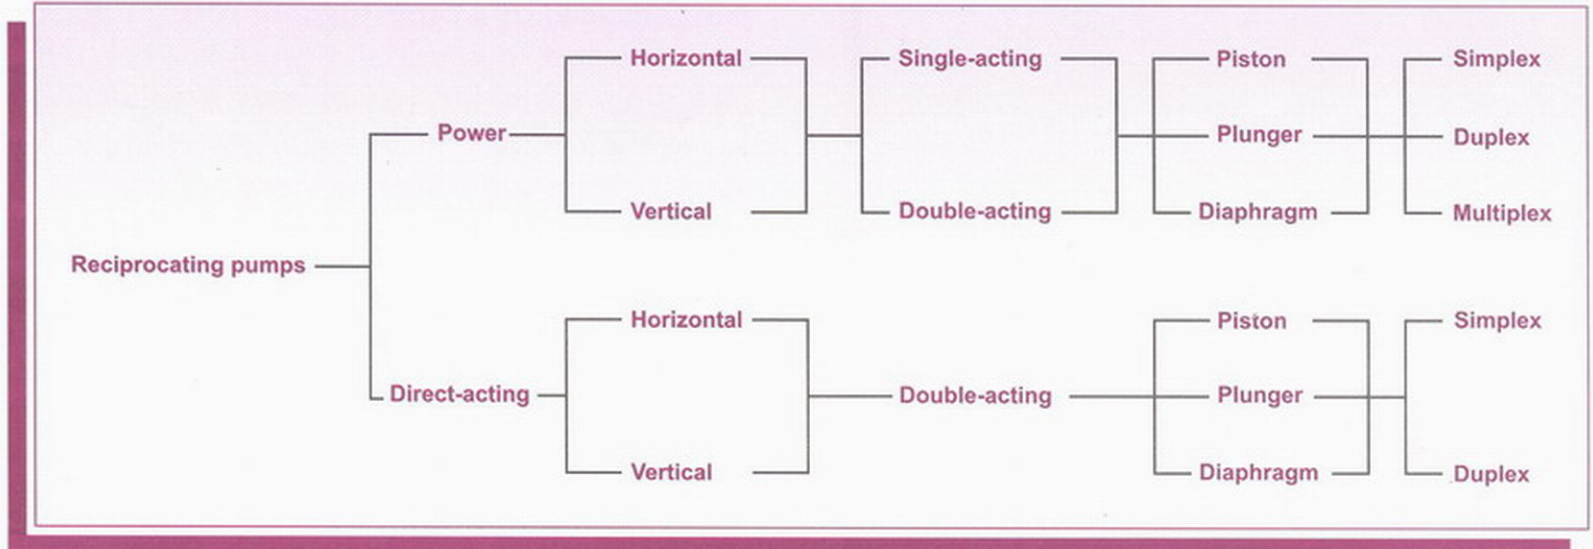 Horizontal Single-acting Piston Simplex
Power Plunger Duplex
Vertical Double-acting Diaphragm Multiplex
Reciprocating pumps
Horizontal Piston Simplex
Direct-acting Double-acting Plunger
Vertical Diaphragm Duplex